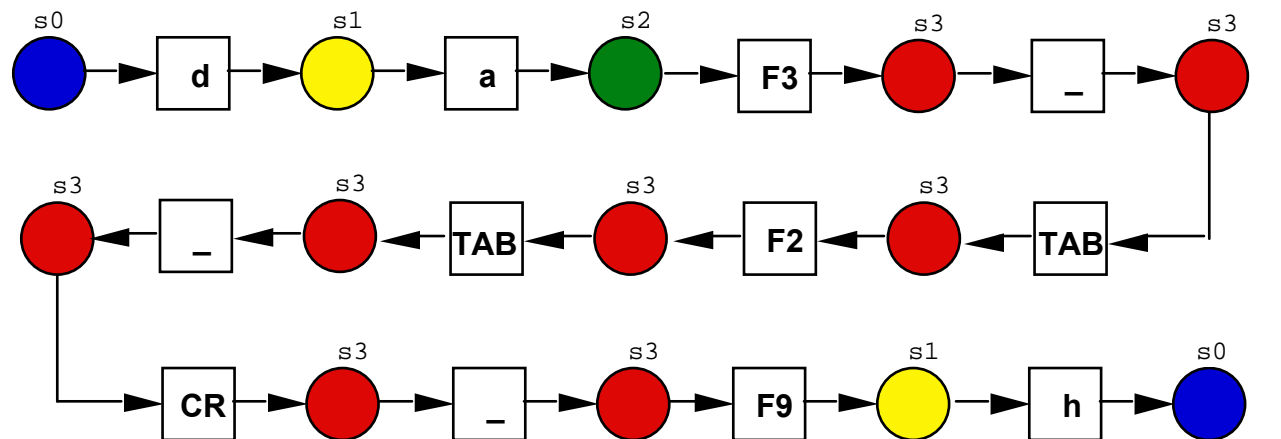 s0 s1 s2 s3 s3
d a F3 _
s3 s3 s3 s3
_ TAB F2 TAB
s3 s3 s1 s0
CR _ F9 h